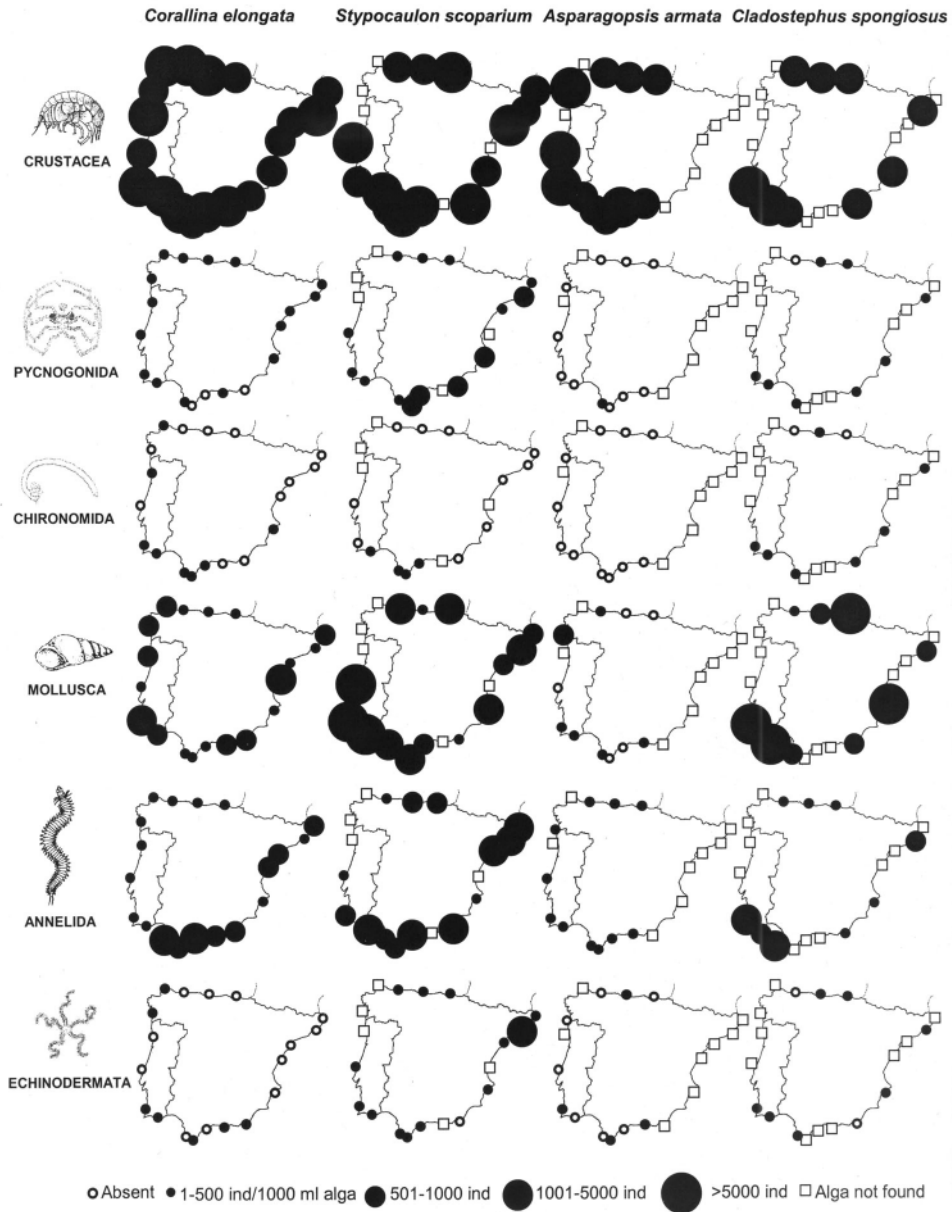 Corallina elongata Stypocaulon scoparium Asparagopsis armata Cladostephus spongiosus
CRUSTACEA
PYCNOGONIDA
CHIRONOMIDA
MOLLUSCA
ANNELIDA
ECHINODERMATA
Absent 1-500 ind/1000 ml alga 501-1000 ind 1001-5000 ind >5000 ind Alga not found